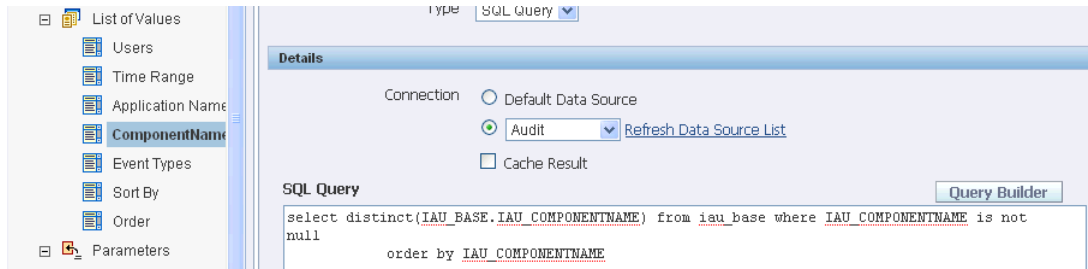 List of Values
Users
Time Range
Application Name
ComponentName
Event Types
Sort By
Order
Parameters
Type SQL Query
Details
Connection Default Data Source
Audit Refresh Data Source List
Cache Result
SQL Query Query Builder
select distinct(IAU_BASE.IAU_COMPONENTNAME) from iau_base where IAU_COMPONENTNAME is not
null
order by IAU_COMPONENTNAME